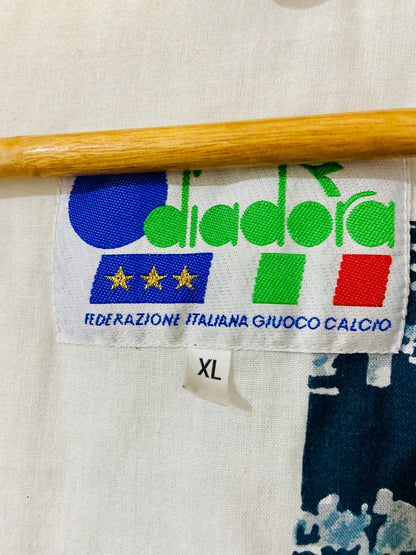 diadora
FEDERAZIONE ITALIANA GIUOCO CALCIO
XL